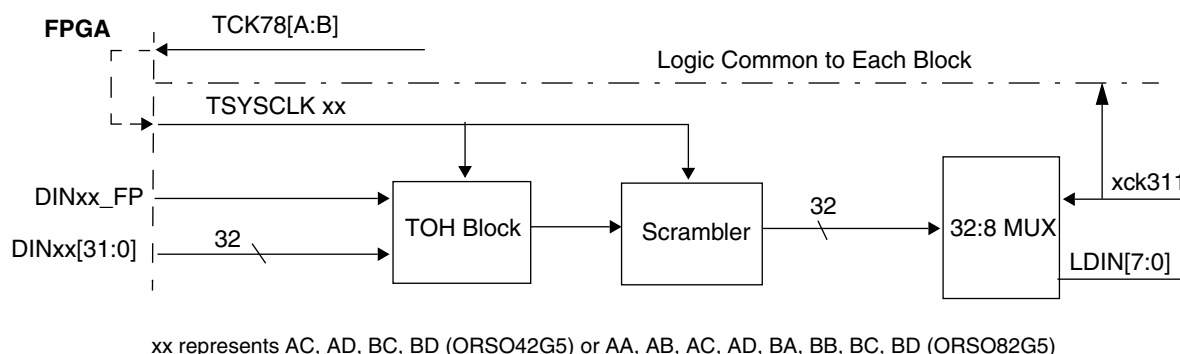 FPGA
TCK78[A:B]
Logic Common to Each Block
TSYSCLK xx
DINxx_FP
DINxx[31:0]
32
TOH Block
Scrambler
32
32:8 MUX
xck311
LDIN[7:0]
xx represents AC, AD, BC, BD (ORSO42G5) or AA, AB, AC, AD, BA, BB, BC, BD (ORSO82G5)